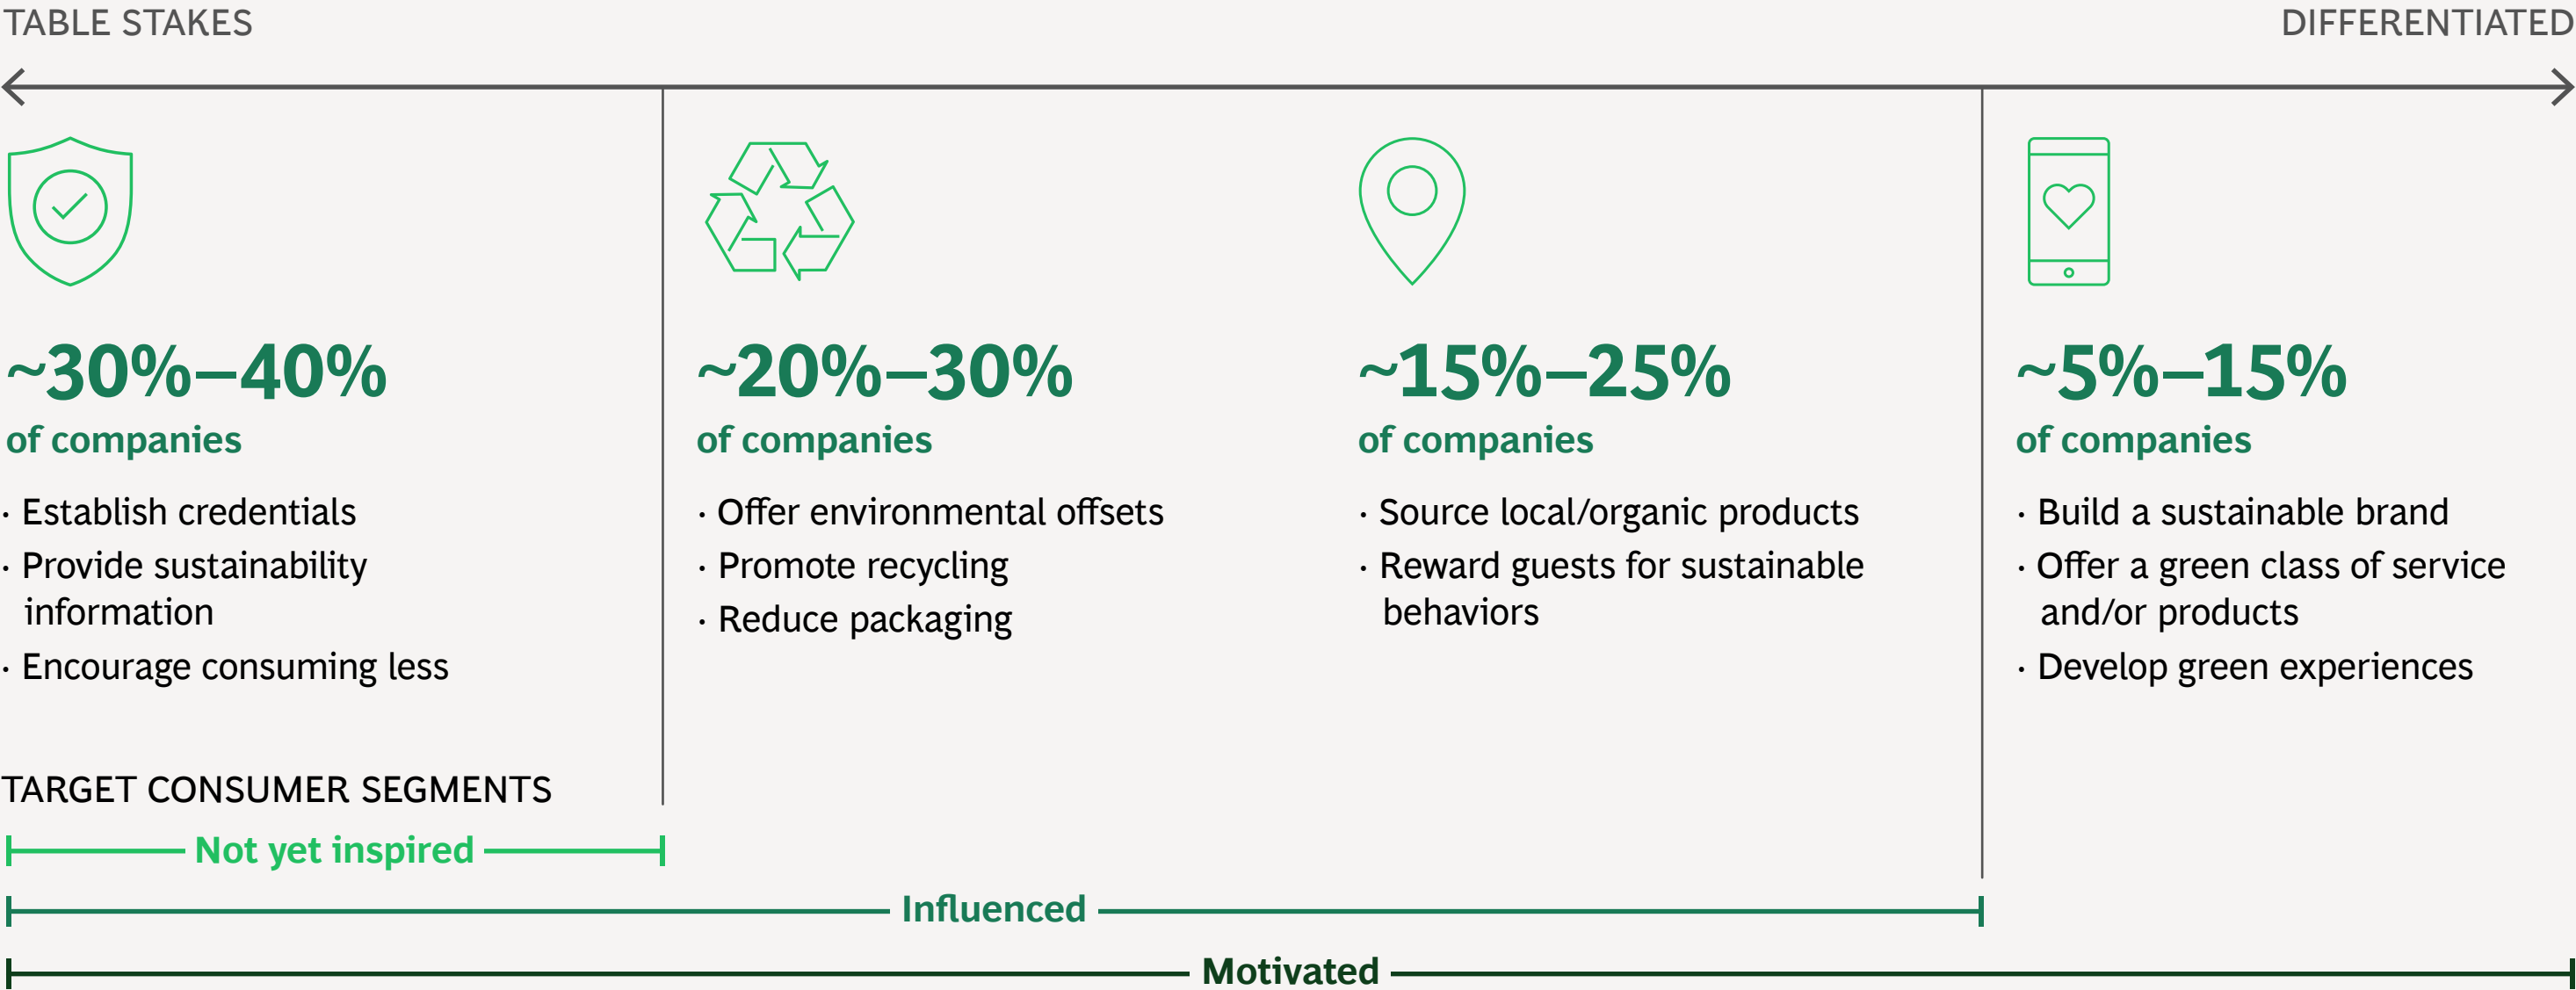 TABLE STAKES
DIFFERENTIATED
~30%–40%
of companies
· Establish credentials
· Provide sustainability
information
· Encourage consuming less
~20%–30%
of companies
· Offer environmental offsets
· Promote recycling
· Reduce packaging
~15%–25%
of companies
· Source local/organic products
· Reward guests for sustainable
behaviors
~5%–15%
of companies
· Build a sustainable brand
· Offer a green class of service
and/or products
· Develop green experiences
TARGET CONSUMER SEGMENTS
Not yet inspired
Influenced
Motivated